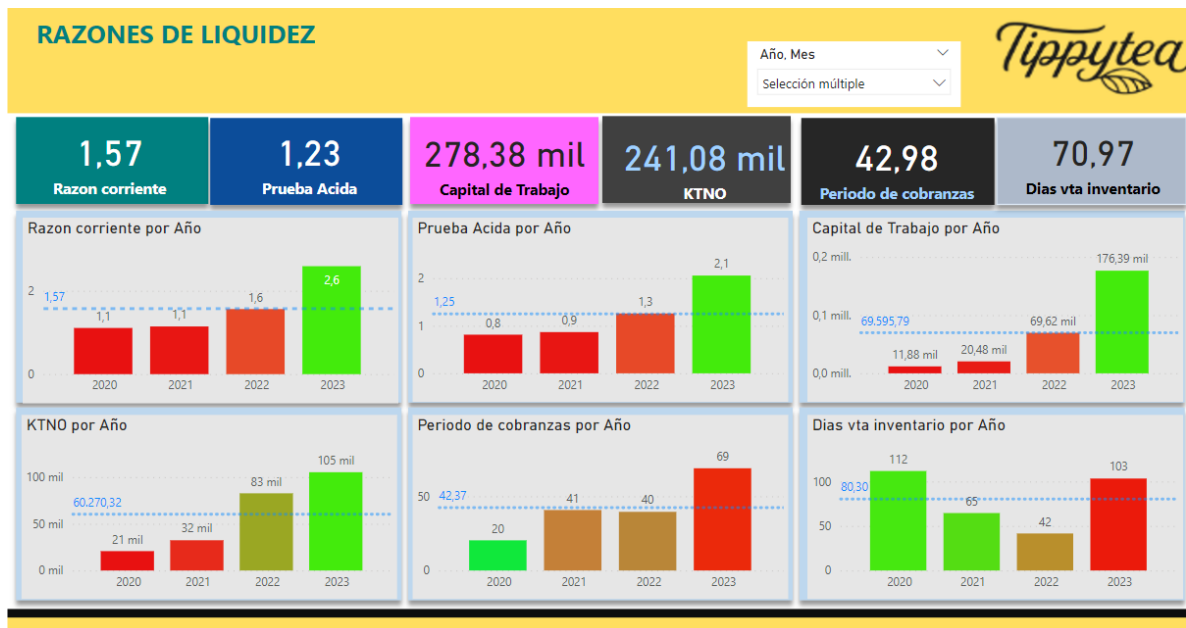 RAZONES DE LIQUIDEZ
Tippytea
Año, Mes
Selección múltiple
1,57
Razon corriente
1,23
Prueba Acida
278,38 mil
Capital de Trabajo
241,08 mil
KTNO
42,98
Periodo de cobranzas
70,97
Dias vta inventario
Razon corriente por Año
2
1,57
0
1,1
1,1
1,6
2,6
2020 2021 2022 2023
Prueba Acida por Año
2
1,25
1
0
0,8
0,9
1,3
2,1
2020 2021 2022 2023
Capital de Trabajo por Año
0,2 mill.
0,1 mill.
0,0 mill.
69.595,79
11,88 mil
20,48 mil
69,62 mil
176,39 mil
2020 2021 2022 2023
KTNO por Año
100 mil
60.270,32
50 mil
0 mil
21 mil
32 mil
83 mil
105 mil
2020 2021 2022 2023
Periodo de cobranzas por Año
50
42,37
0
20
41
40
69
2020 2021 2022 2023
Dias vta inventario por Año
100
80,30
50
0
112
65
42
103
2020 2021 2022 2023